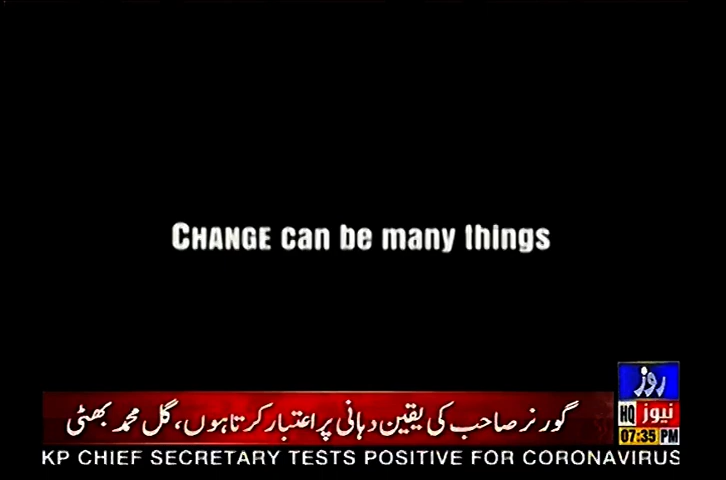 CHANGE can be many things
روز
HQ نیوز
07:35 PM
گورنر صاحب کی یقین دہانی پر اعتبار کرتا ہوں، گل محمد بھٹی
KP CHIEF SECRETARY TESTS POSITIVE FOR CORONAVIRUS